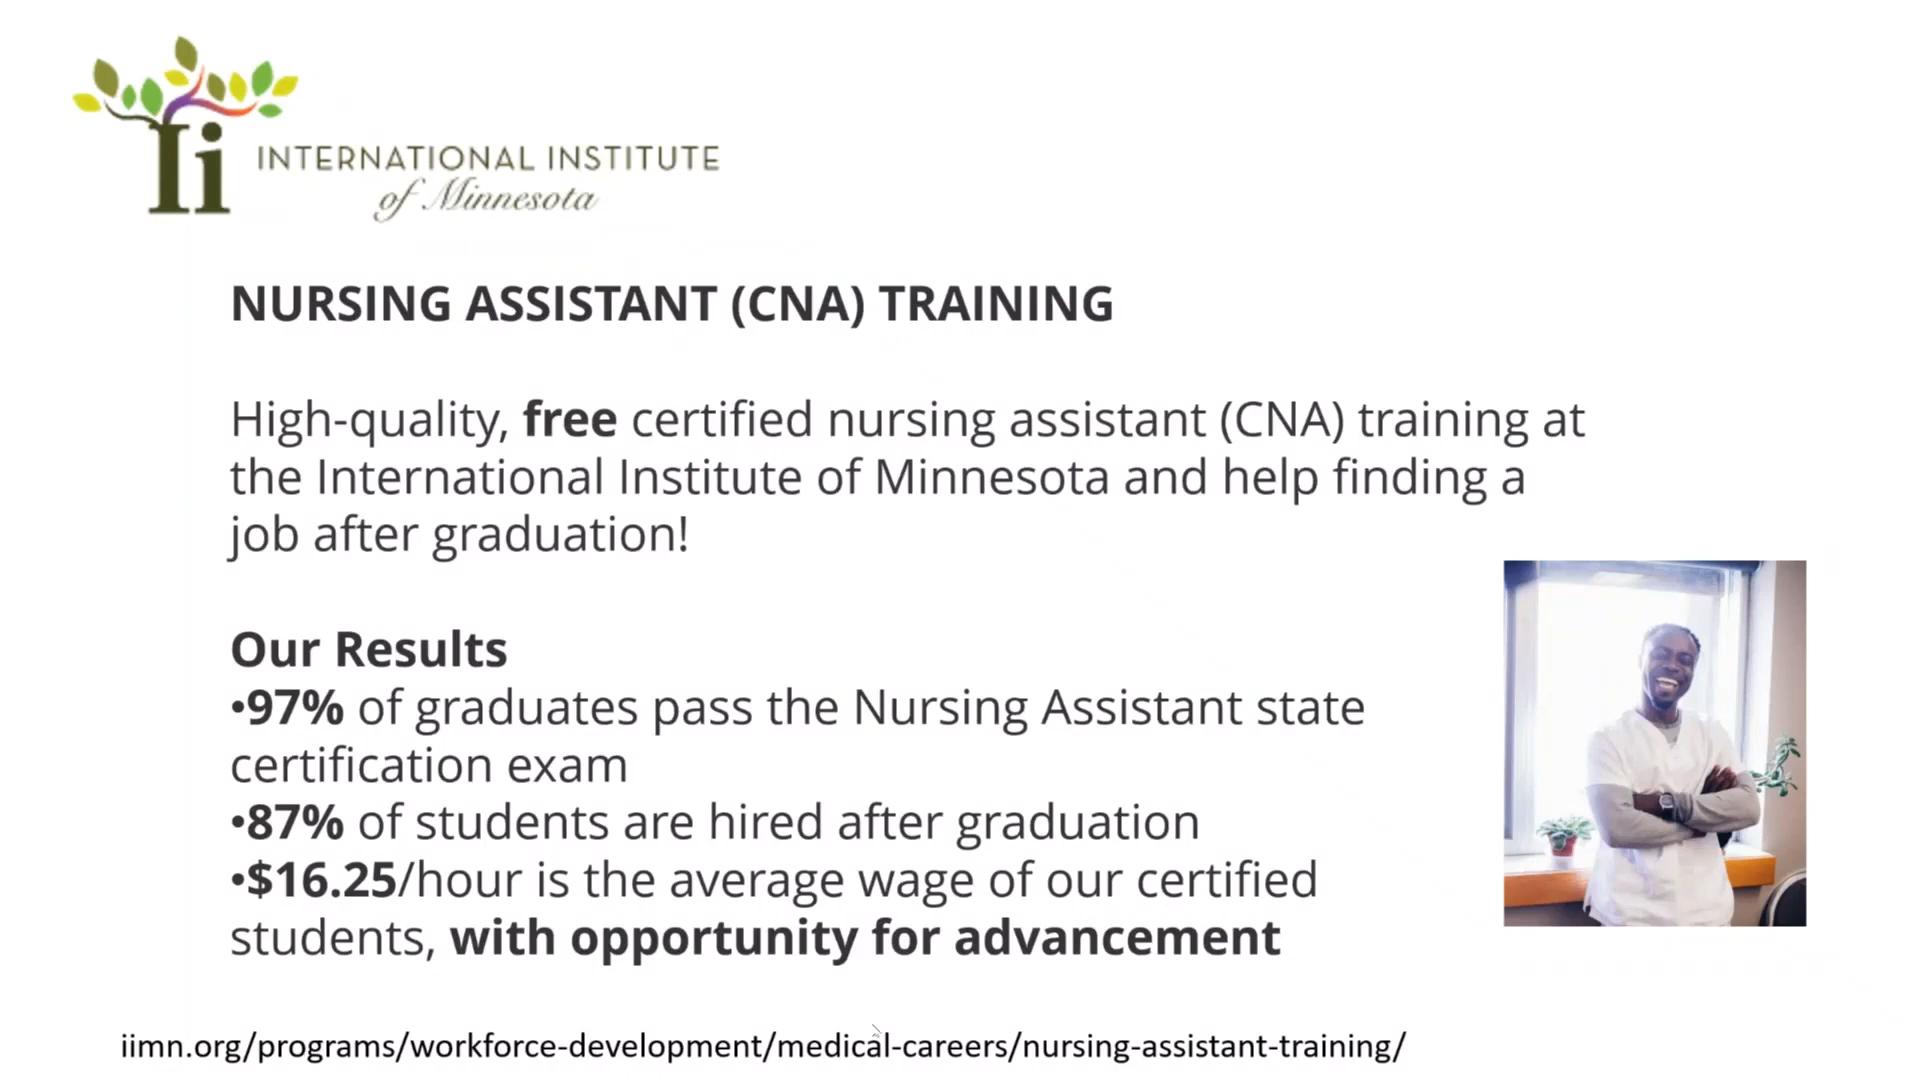 Ii INTERNATIONAL INSTITUTE
of Minnesota
NURSING ASSISTANT (CNA) TRAINING
High-quality, free certified nursing assistant (CNA) training at
the International Institute of Minnesota and help finding a
job after graduation!
Our Results
•97% of graduates pass the Nursing Assistant state
certification exam
•87% of students are hired after graduation
•$16.25/hour is the average wage of our certified
students, with opportunity for advancement
iimn.org/programs/workforce-development/medical-careers/nursing-assistant-training/